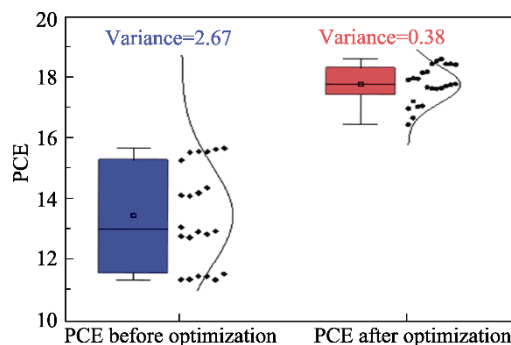 Variance=2.67 Variance=0.38
20
18
16
14
12
10
PCE
PCE before optimization PCE after optimization